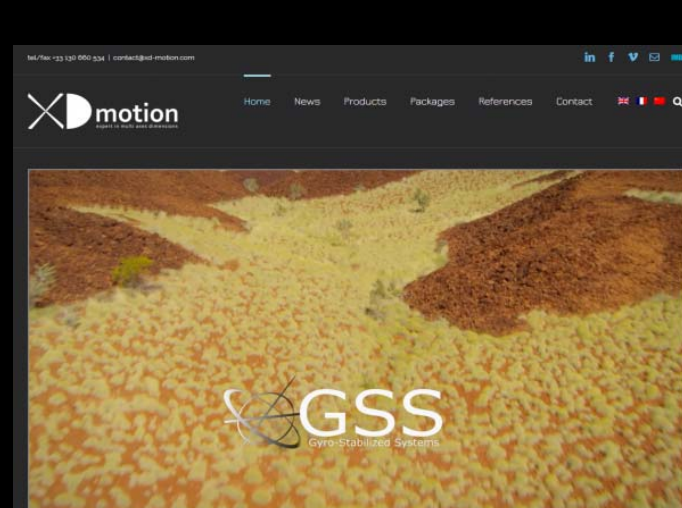 tel/fax +33 130 660 534 | contact@xd-motion.com
XD motion
expert in multi axes dimensions
Home News Products Packages References Contact
GSS
Gyro-Stabilized Systems